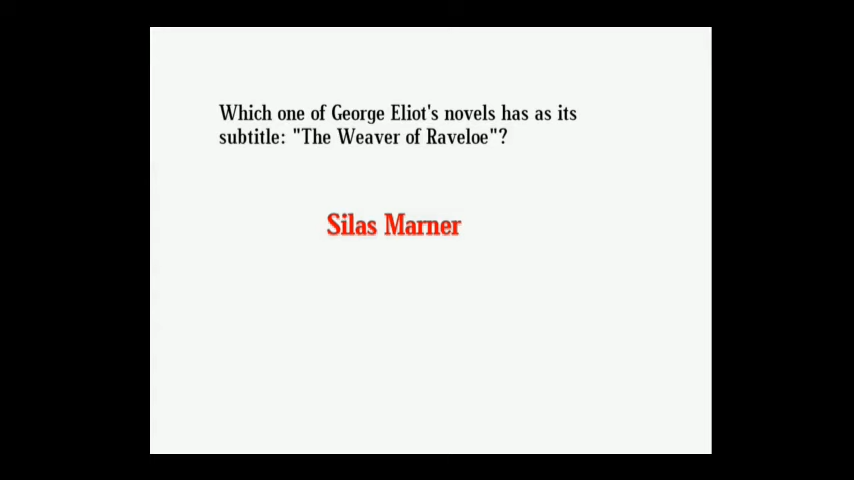 Which one of George Eliot's novels has as its
subtitle: "The Weaver of Raveloe"?
Silas Marner